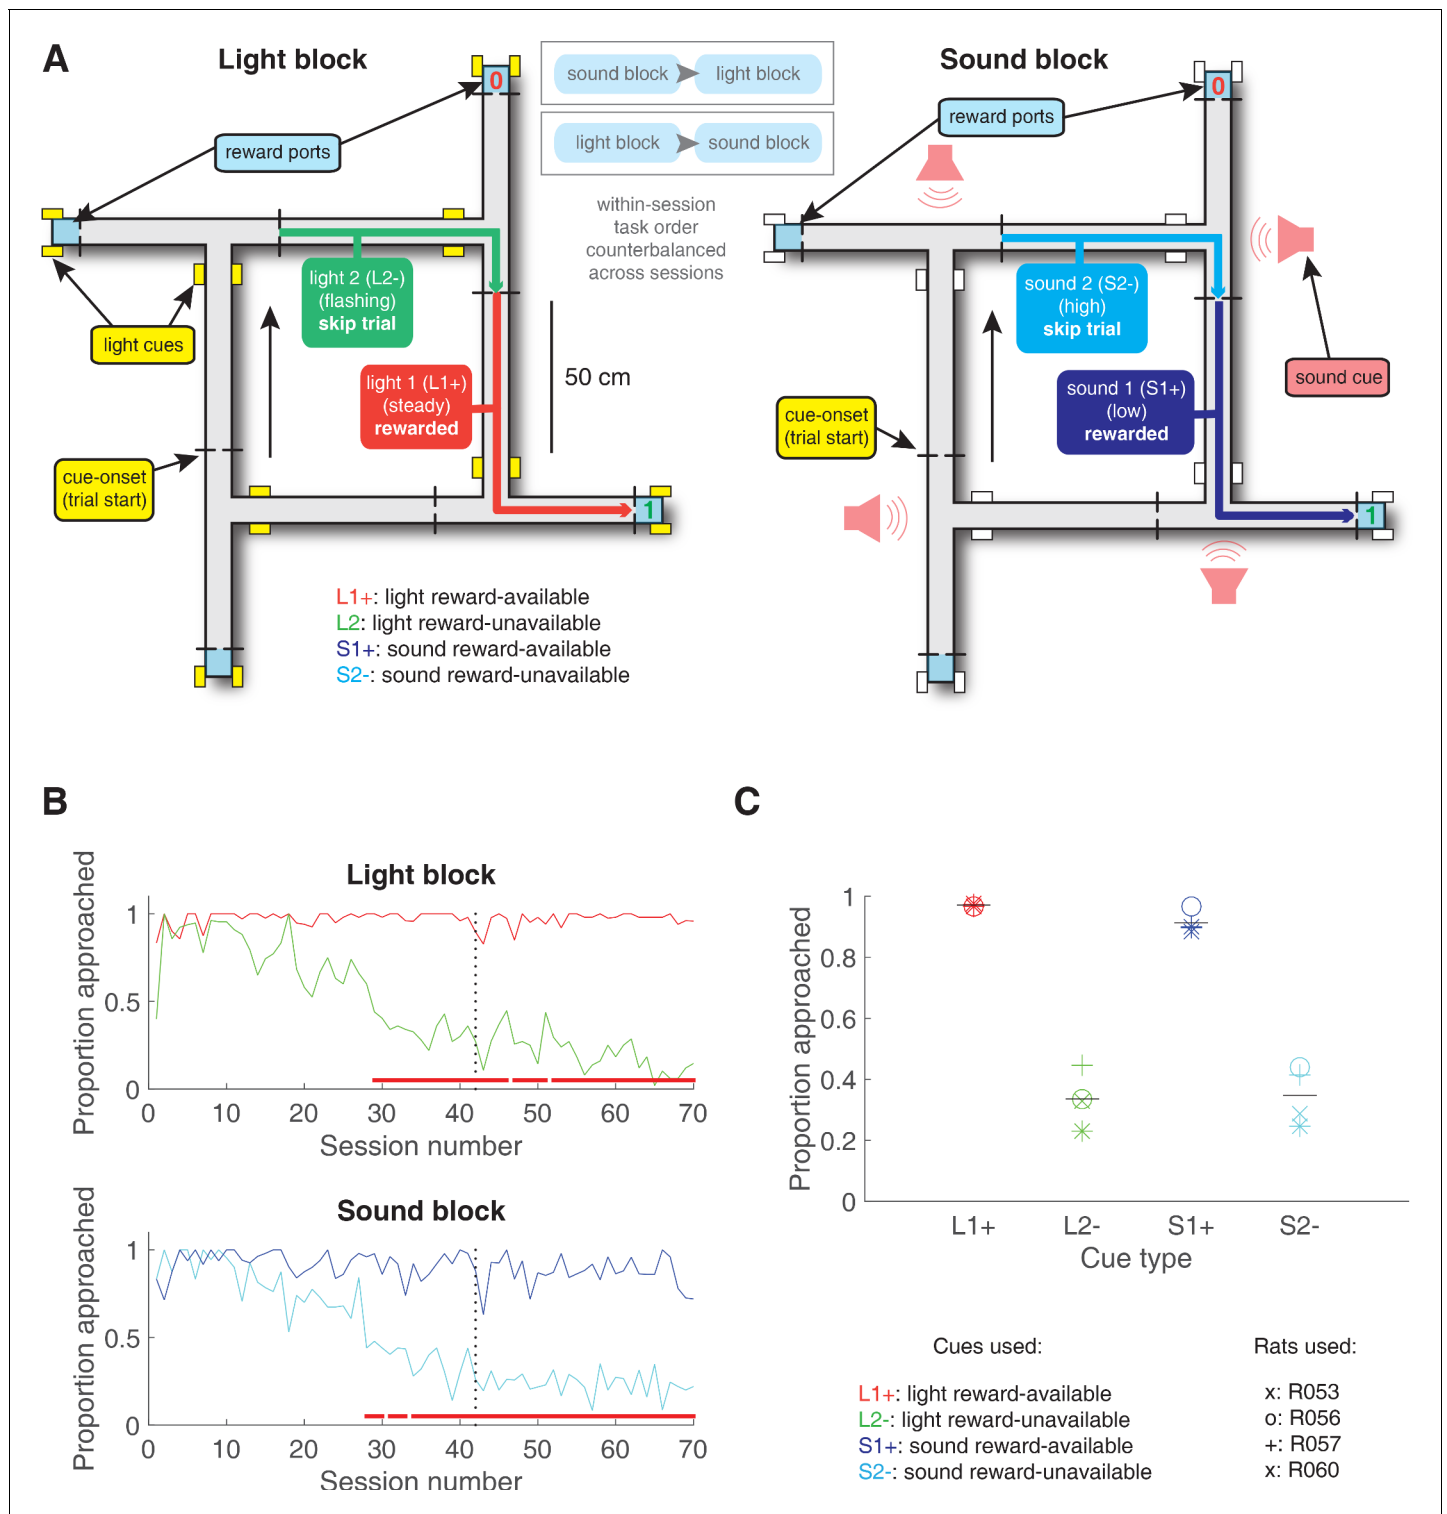 A
Light block
0
reward ports
light 2 (L2-)
(flashing)
skip trial
light cues
light 1 (L1+)
(steady)
rewarded
50 cm
cue-onset
(trial start)
1
sound block
light block
light block
sound block
within-session
task order
counterbalanced
across sessions
Sound block
0
reward ports
sound 2 (S2-)
(high)
skip trial
sound cue
sound 1 (S1+)
(low)
rewarded
cue-onset
(trial start)
1
L1+: light reward-available
L2: light reward-unavailable
S1+: sound reward-available
S2-: sound reward-unavailable
B
Light block
Proportion approached
1
0.5
0
0 10 20 30 40 50 60 70
Session number
Sound block
Proportion approached
1
0.5
0
0 10 20 30 40 50 60 70
Session number
C
Proportion approached
1
0.8
0.6
0.4
0.2
0
L1+ L2- S1+ S2-
Cue type
Cues used:
L1+: light reward-available
L2-: light reward-unavailable
S1+: sound reward-available
S2-: sound reward-unavailable
Rats used:
x: R053
o: R056
+: R057
x: R060